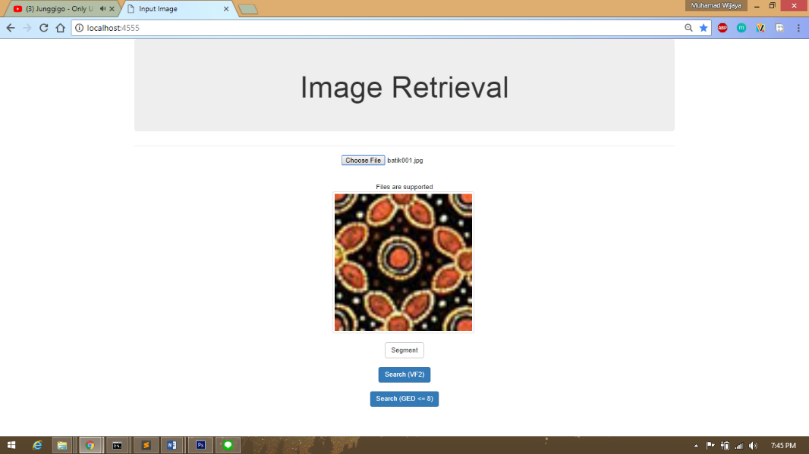 (3) Junggigo - Only U
Input Image
Muhamad Wijaya
localhost:4555
Image Retrieval
Choose File batik001.jpg
Files are supported
Segment
Search (VF2)
Search (GED <= 8)
7:45 PM